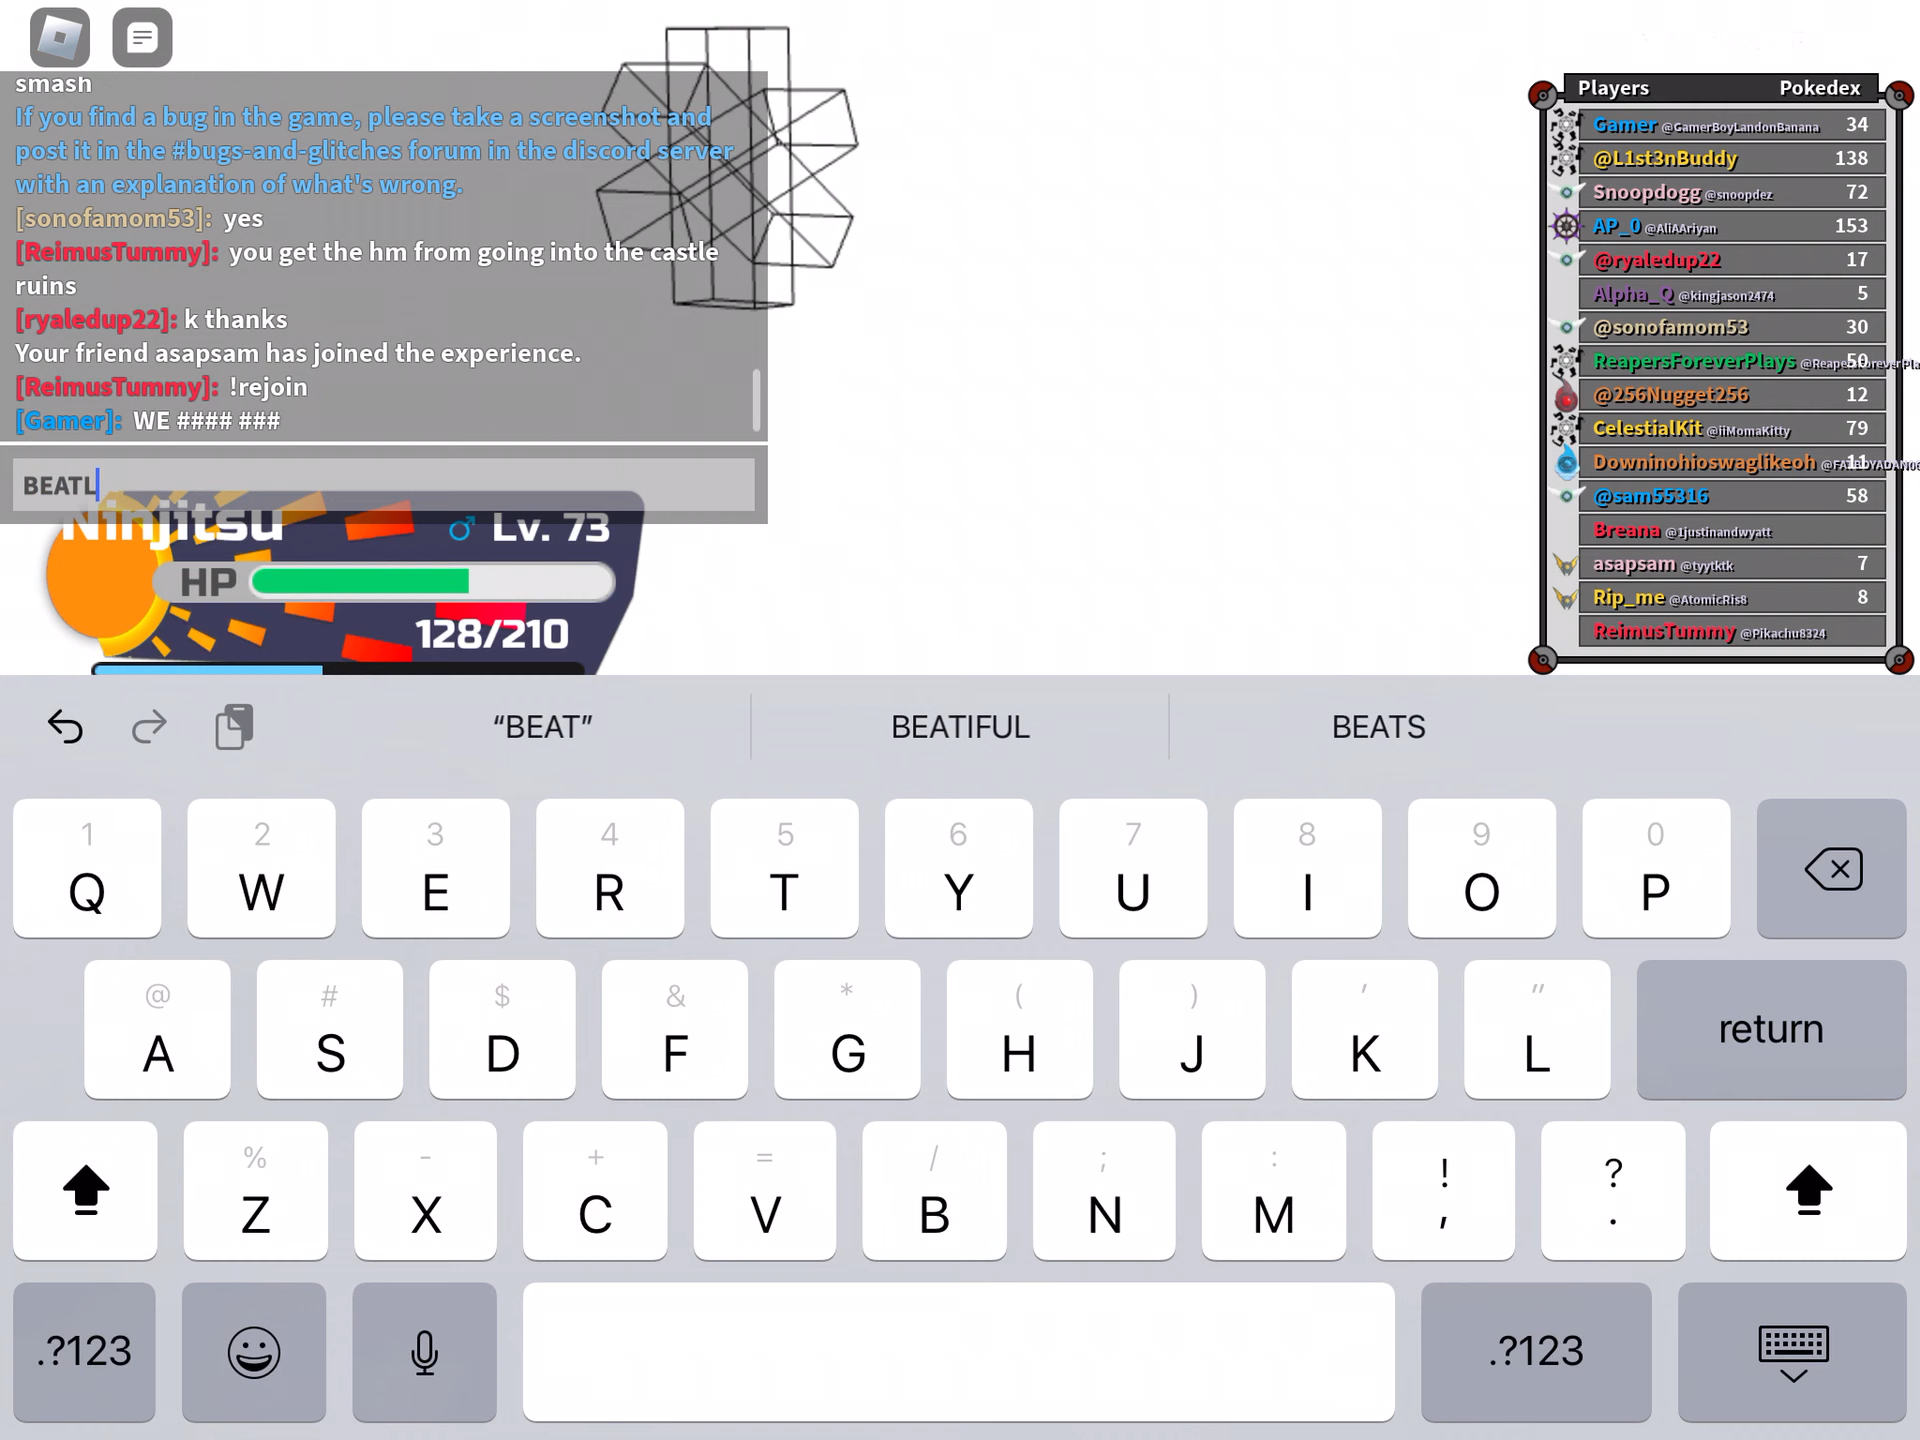 smash
If you find a bug in the game, please take a screenshot and
post it in the #bugs-and-glitches forum in the discord server
with an explanation of what's wrong.
[sonofamom53]: yes
[ReimusTummy]: you get the hm from going into the castle
ruins
[ryaledup22]: k thanks
Your friend asapsam has joined the experience.
[ReimusTummy]: !rejoin
[Gamer]: WE #### ###
BEATL
Ninjitsu ♂ Lv. 73
HP
128/210
Players Pokedex
Gamer @GamerBoyLandonBanana 34
@L1st3nBuddy 138
Snoopdogg @snoopdez 72
AP_0 @AliAAriyan 153
@ryaledup22 17
Alpha_Q @kingjason2474 5
@sonofamom53 30
ReapersForeverPlays 50
@256Nugget256 12
CelestialKit @iiMomaKitty 79
Downinohioswaglikeoh 11
@sam55316 58
Breana @1justinandwyatt
asapsam @tyytktk 7
Rip_me @AtomicRis8 8
ReimusTummy @Pikachu8324
“BEAT” BEATIFUL BEATS
1 2 3 4 5 6 7 8 9 0
Q W E R T Y U I O P
@ # $ & * ( ) ' "
A S D F G H J K L return
% - + = / ; : ! ?
Z X C V B N M , .
.?123 .?123